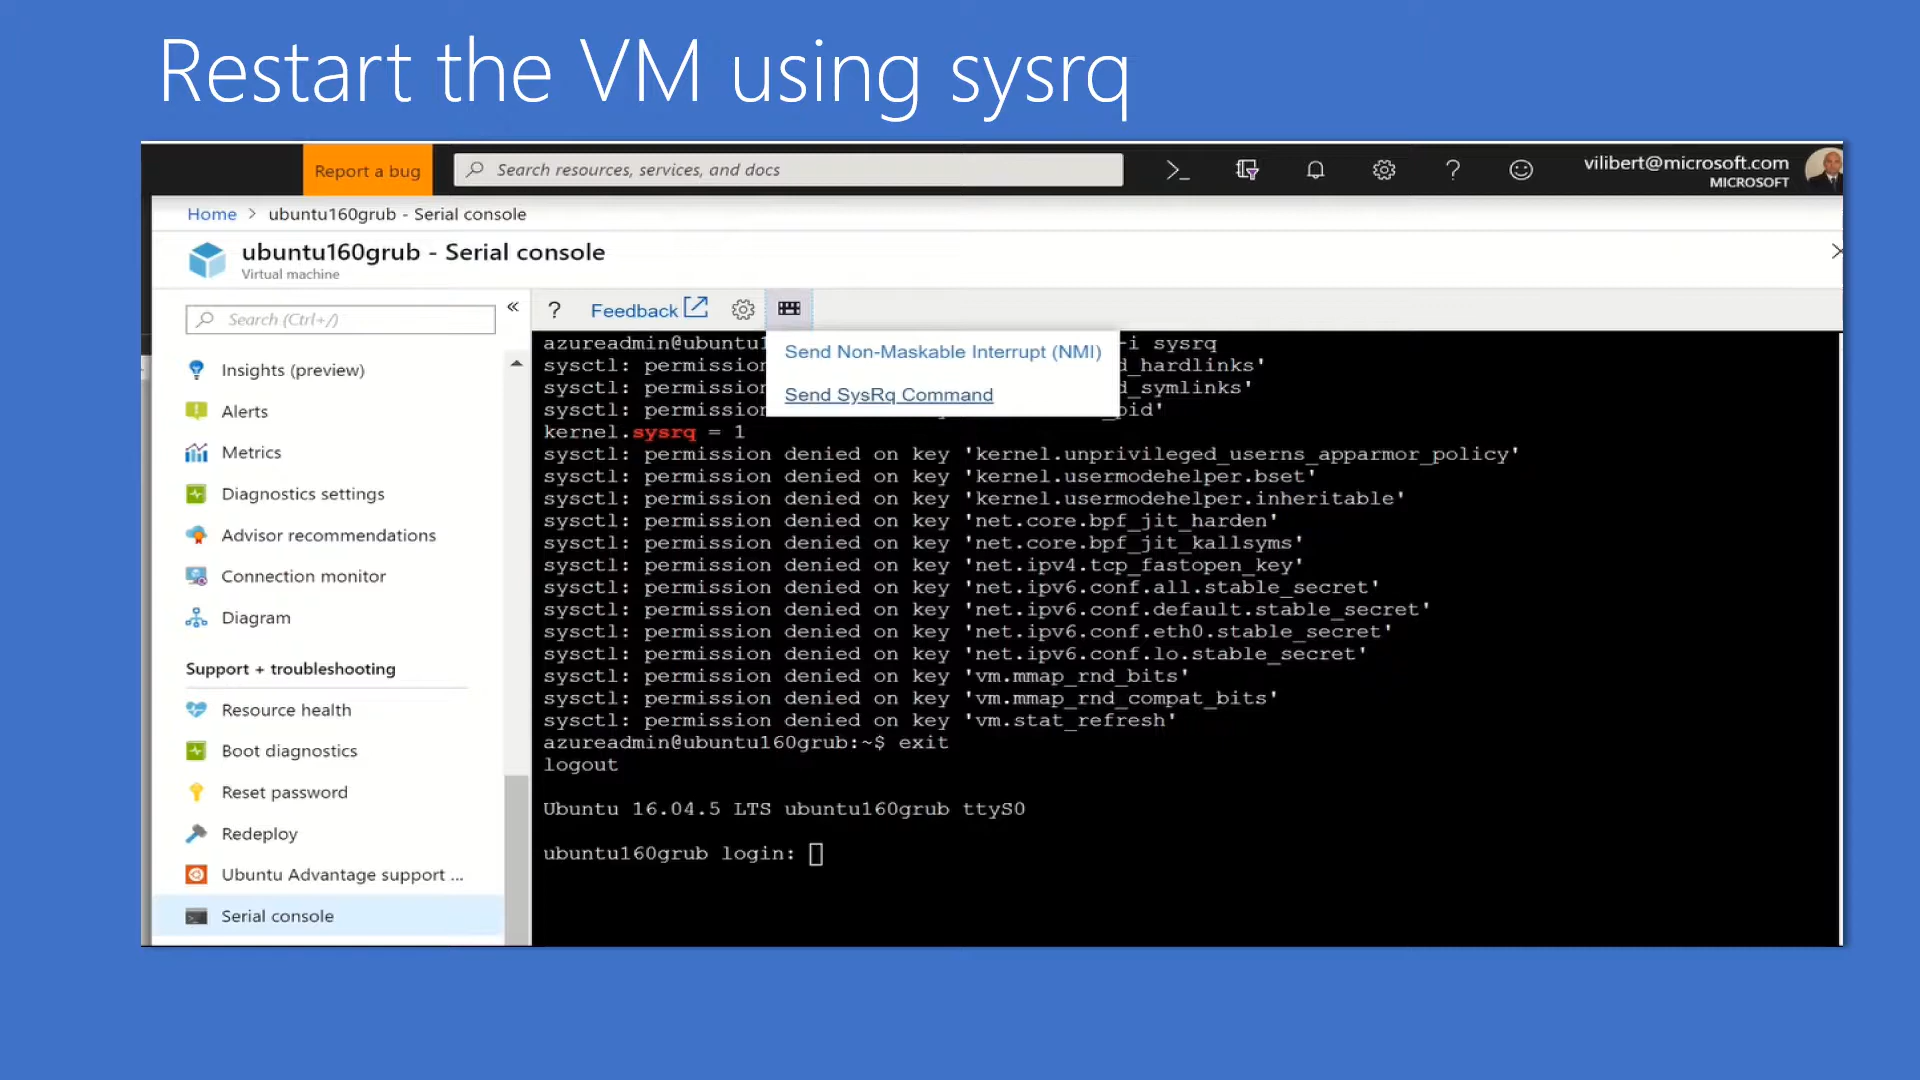 Restart the VM using sysrq
Report a bug
Search resources, services, and docs
vilibert@microsoft.com
MICROSOFT
Home > ubuntu160grub - Serial console
ubuntu160grub - Serial console
Virtual machine
Search (Ctrl+/)
«
? Feedback
Send Non-Maskable Interrupt (NMI)
Send SysRq Command
Insights (preview)
Alerts
Metrics
Diagnostics settings
Advisor recommendations
Connection monitor
Diagram
Support + troubleshooting
Resource health
Boot diagnostics
Reset password
Redeploy
Ubuntu Advantage support ...
Serial console
azureadmin@ubuntu1 -i sysrq
sysctl: permission d_hardlinks'
sysctl: permission d_symlinks'
sysctl: permission _pid'
kernel.sysrq = 1
sysctl: permission denied on key 'kernel.unprivileged_userns_apparmor_policy'
sysctl: permission denied on key 'kernel.usermodehelper.bset'
sysctl: permission denied on key 'kernel.usermodehelper.inheritable'
sysctl: permission denied on key 'net.core.bpf_jit_harden'
sysctl: permission denied on key 'net.core.bpf_jit_kallsyms'
sysctl: permission denied on key 'net.ipv4.tcp_fastopen_key'
sysctl: permission denied on key 'net.ipv6.conf.all.stable_secret'
sysctl: permission denied on key 'net.ipv6.conf.default.stable_secret'
sysctl: permission denied on key 'net.ipv6.conf.eth0.stable_secret'
sysctl: permission denied on key 'net.ipv6.conf.lo.stable_secret'
sysctl: permission denied on key 'vm.mmap_rnd_bits'
sysctl: permission denied on key 'vm.mmap_rnd_compat_bits'
sysctl: permission denied on key 'vm.stat_refresh'
azureadmin@ubuntu160grub:~$ exit
logout
Ubuntu 16.04.5 LTS ubuntu160grub ttyS0
ubuntu160grub login: